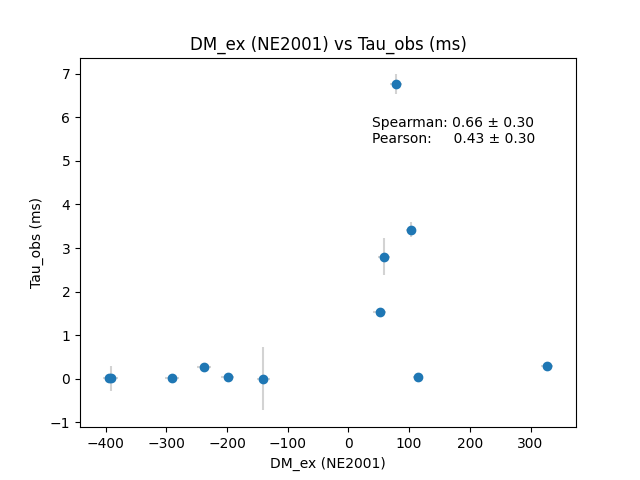 DM_ex (NE2001) vs Tau_obs (ms)
7
6
Spearman: 0.66 ± 0.30
Pearson: 0.43 ± 0.30
5
4
3
2
1
0
−1
Tau_obs (ms)
−400 −300 −200 −100 0 100 200 300
DM_ex (NE2001)